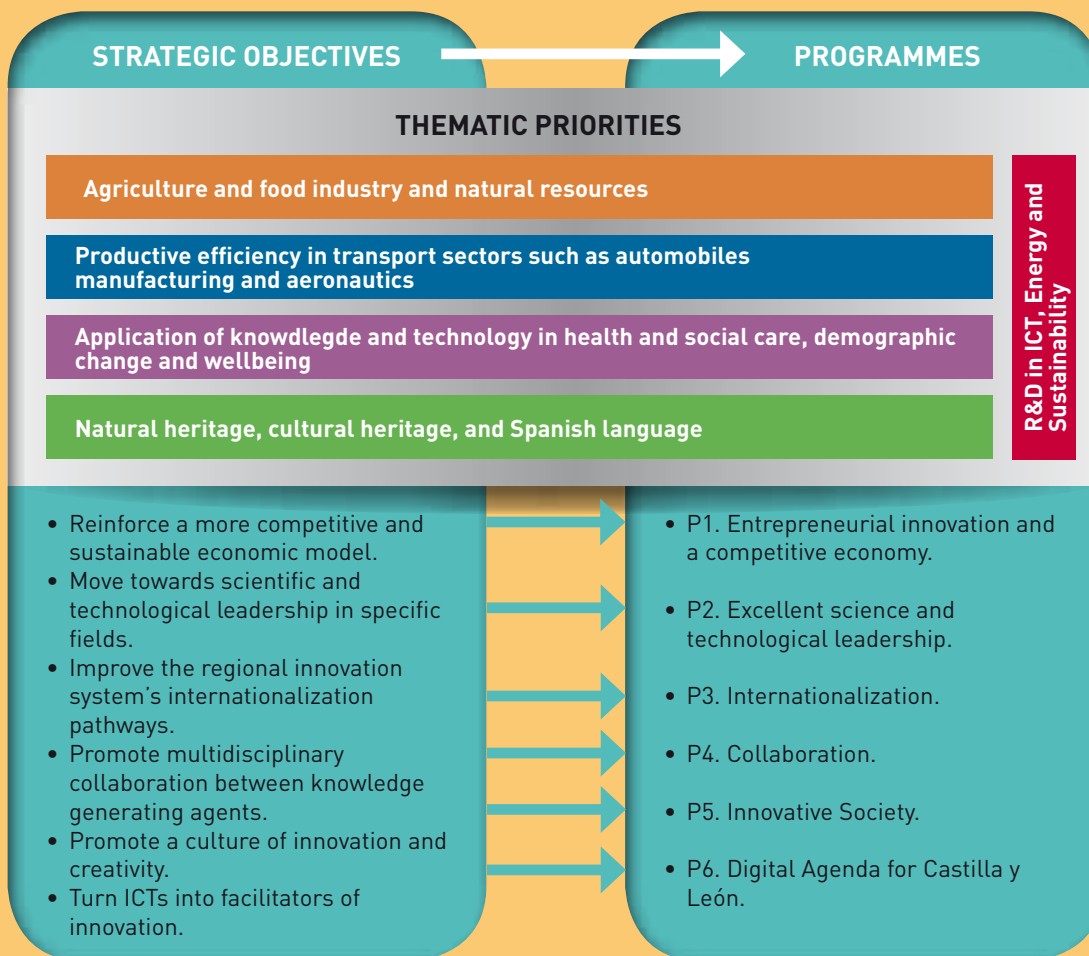 STRATEGIC OBJECTIVES
PROGRAMMES
THEMATIC PRIORITIES
Agriculture and food industry and natural resources
Productive efficiency in transport sectors such as automobiles
manufacturing and aeronautics
Application of knowdlegde and technology in health and social care, demographic
change and wellbeing
Natural heritage, cultural heritage, and Spanish language
R&D in ICT, Energy and
Sustainability
• Reinforce a more competitive and
sustainable economic model.
• Move towards scientific and
technological leadership in specific
fields.
• Improve the regional innovation
system's internationalization
pathways.
• Promote multidisciplinary
collaboration between knowledge
generating agents.
• Promote a culture of innovation and
creativity.
• Turn ICTs into facilitators of
innovation.
• P1. Entrepreneurial innovation and
a competitive economy.
• P2. Excellent science and
technological leadership.
• P3. Internationalization.
• P4. Collaboration.
• P5. Innovative Society.
• P6. Digital Agenda for Castilla y
León.